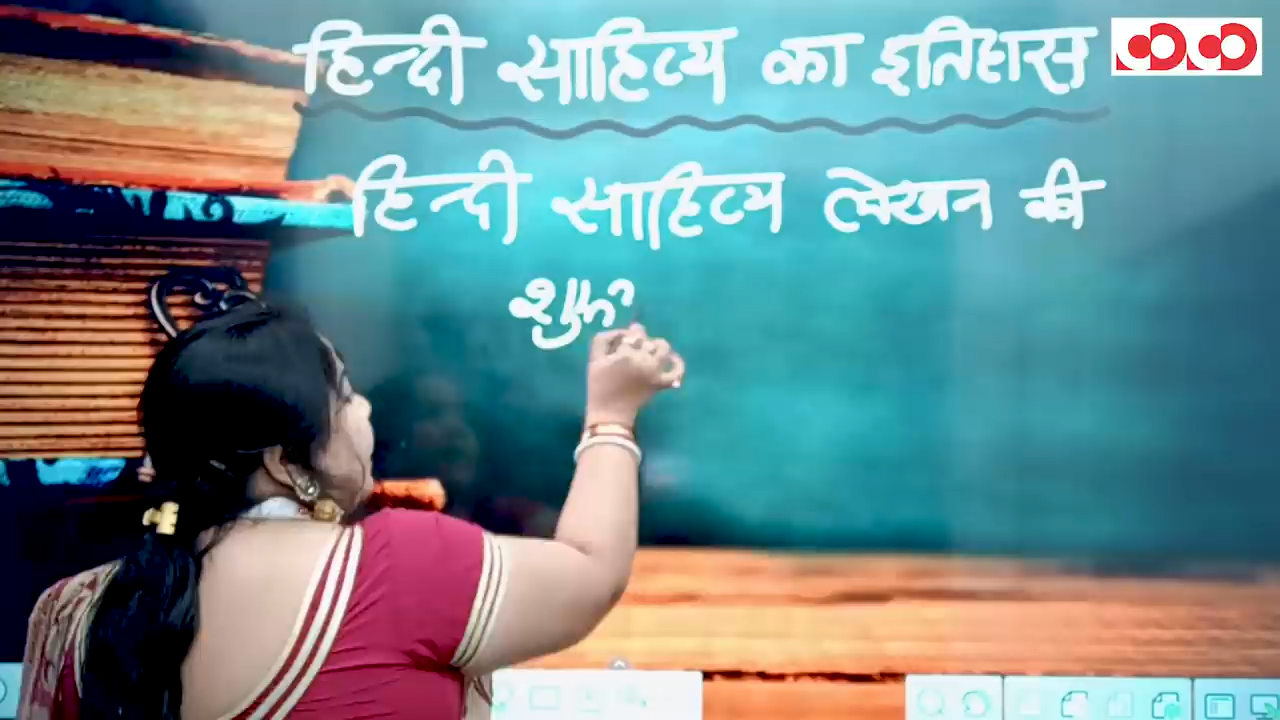 हिन्दी साहित्य का इतिहास
हिन्दी साहित्य लेखन की